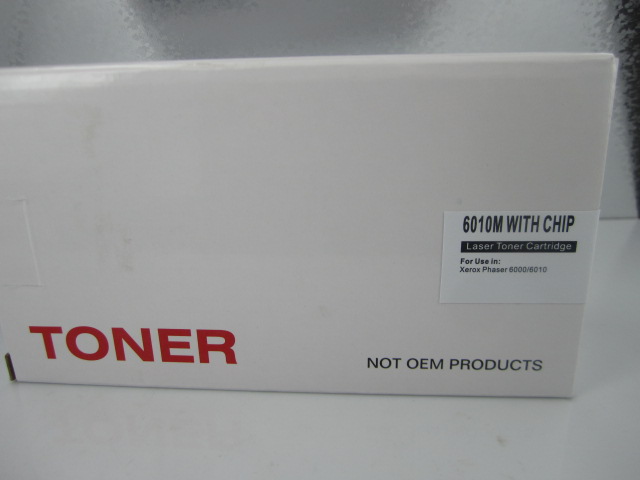 6010M WITH CHIP
Laser Toner Cartridge
For Use in:
Xerox Phaser 6000/6010
TONER
NOT OEM PRODUCTS